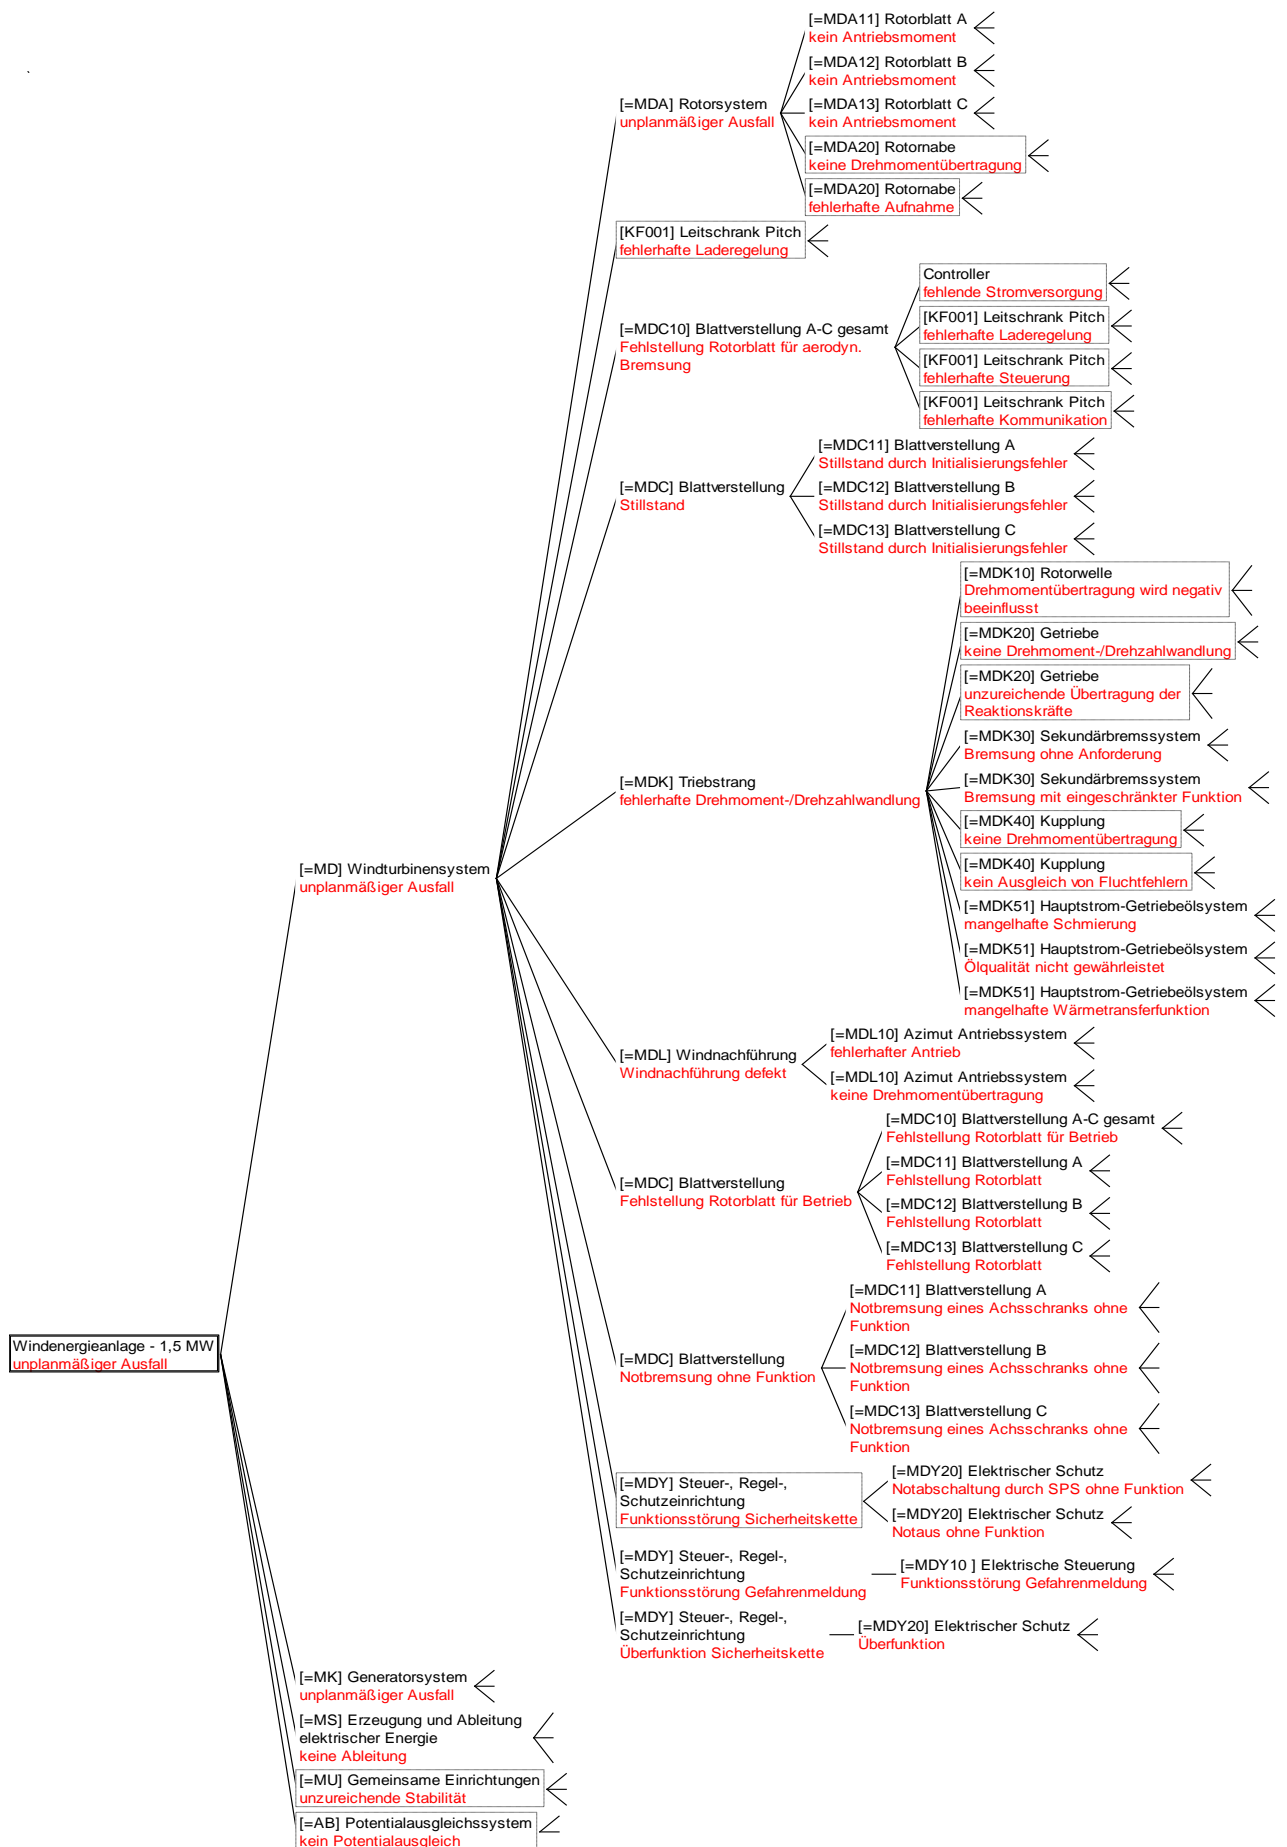 [=MDA11] Rotorblatt A
kein Antriebsmoment
[=MDA12] Rotorblatt B
kein Antriebsmoment
[=MDA] Rotorsystem
unplanmäßiger Ausfall
[=MDA13] Rotorblatt C
kein Antriebsmoment
[=MDA20] Rotornabe
keine Drehmomentübertragung
[=MDA20] Rotornabe
fehlerhafte Aufnahme
[KF001] Leitschrank Pitch
fehlerhafte Laderegelung
Controller
fehlende Stromversorgung
[=MDC10] Blattverstellung A-C gesamt
Fehlstellung Rotorblatt für aerodyn.
Bremsung
[KF001] Leitschrank Pitch
fehlerhafte Laderegelung
[KF001] Leitschrank Pitch
fehlerhafte Steuerung
[KF001] Leitschrank Pitch
fehlerhafte Kommunikation
[=MDC11] Blattverstellung A
Stillstand durch Initialisierungsfehler
[=MDC] Blattverstellung
Stillstand
[=MDC12] Blattverstellung B
Stillstand durch Initialisierungsfehler
[=MDC13] Blattverstellung C
Stillstand durch Initialisierungsfehler
[=MDK10] Rotorwelle
Drehmomentübertragung wird negativ
beeinflusst
[=MDK20] Getriebe
keine Drehmoment-/Drehzahlwandlung
[=MDK20] Getriebe
unzureichende Übertragung der
Reaktionskräfte
[=MDK30] Sekundärbremssystem
Bremsung ohne Anforderung
[=MDK] Triebstrang
fehlerhafte Drehmoment-/Drehzahlwandlung
[=MDK30] Sekundärbremssystem
Bremsung mit eingeschränkter Funktion
[=MDK40] Kupplung
keine Drehmomentübertragung
[=MD] Windturbinensystem
unplanmäßiger Ausfall
[=MDK40] Kupplung
kein Ausgleich von Fluchtfehlern
[=MDK51] Hauptstrom-Getriebeölsystem
mangelhafte Schmierung
[=MDK51] Hauptstrom-Getriebeölsystem
Ölqualität nicht gewährleistet
[=MDK51] Hauptstrom-Getriebeölsystem
mangelhafte Wärmetransferfunktion
[=MDL] Windnachführung
Windnachführung defekt
[=MDL10] Azimut Antriebssystem
fehlerhafter Antrieb
[=MDL10] Azimut Antriebssystem
keine Drehmomentübertragung
[=MDC10] Blattverstellung A-C gesamt
Fehlstellung Rotorblatt für Betrieb
[=MDC] Blattverstellung
Fehlstellung Rotorblatt für Betrieb
[=MDC11] Blattverstellung A
Fehlstellung Rotorblatt
[=MDC12] Blattverstellung B
Fehlstellung Rotorblatt
[=MDC13] Blattverstellung C
Fehlstellung Rotorblatt
[=MDC11] Blattverstellung A
Notbremsung eines Achsschranks ohne
Funktion
Windenergieanlage - 1,5 MW
unplanmäßiger Ausfall
[=MDC] Blattverstellung
Notbremsung ohne Funktion
[=MDC12] Blattverstellung B
Notbremsung eines Achsschranks ohne
Funktion
[=MDC13] Blattverstellung C
Notbremsung eines Achsschranks ohne
Funktion
[=MDY] Steuer-, Regel-,
Schutzeinrichtung
Funktionsstörung Sicherheitskette
[=MDY20] Elektrischer Schutz
Notabschaltung durch SPS ohne Funktion
[=MDY20] Elektrischer Schutz
Notaus ohne Funktion
[=MDY] Steuer-, Regel-,
Schutzeinrichtung
Funktionsstörung Gefahrenmeldung
[=MDY10 ] Elektrische Steuerung
Funktionsstörung Gefahrenmeldung
[=MDY] Steuer-, Regel-,
Schutzeinrichtung
Überfunktion Sicherheitskette
[=MDY20] Elektrischer Schutz
Überfunktion
[=MK] Generatorsystem
unplanmäßiger Ausfall
[=MS] Erzeugung und Ableitung
elektrischer Energie
keine Ableitung
[=MU] Gemeinsame Einrichtungen
unzureichende Stabilität
[=AB] Potentialausgleichssystem
kein Potentialausgleich